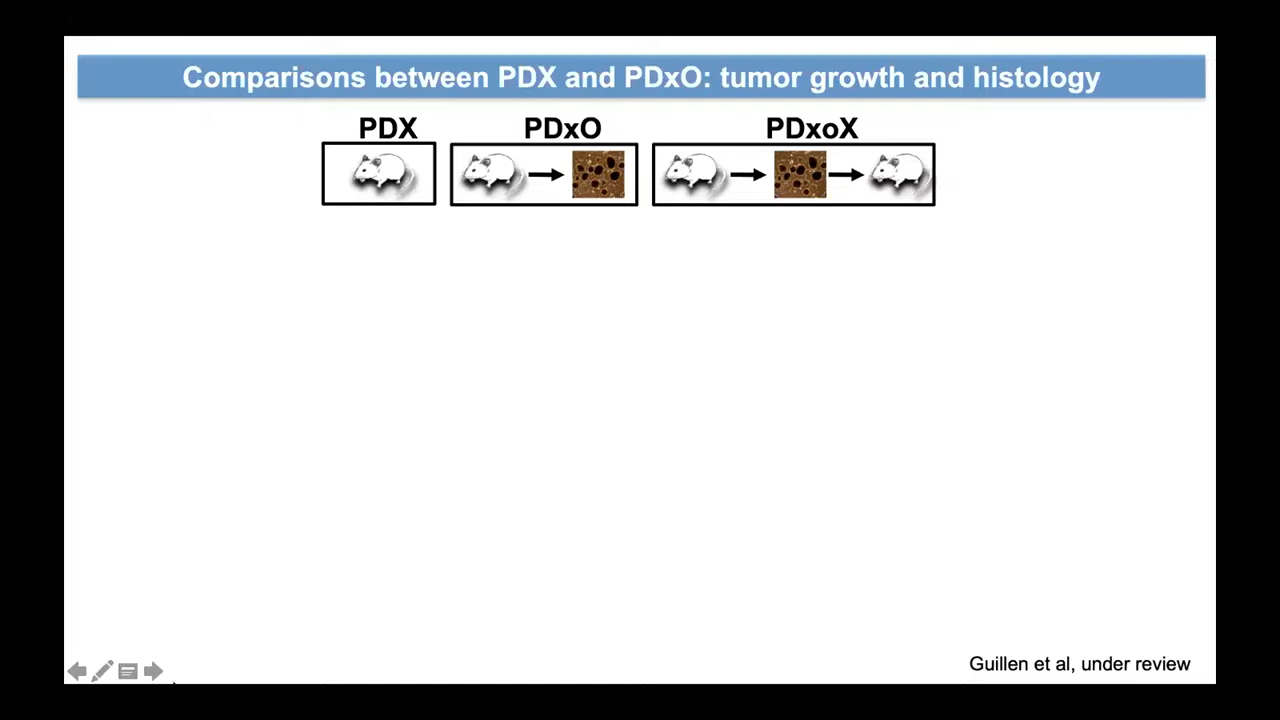 Comparisons between PDX and PDxO: tumor growth and histology
PDX
PDxO
PDxoX
Guillen et al, under review